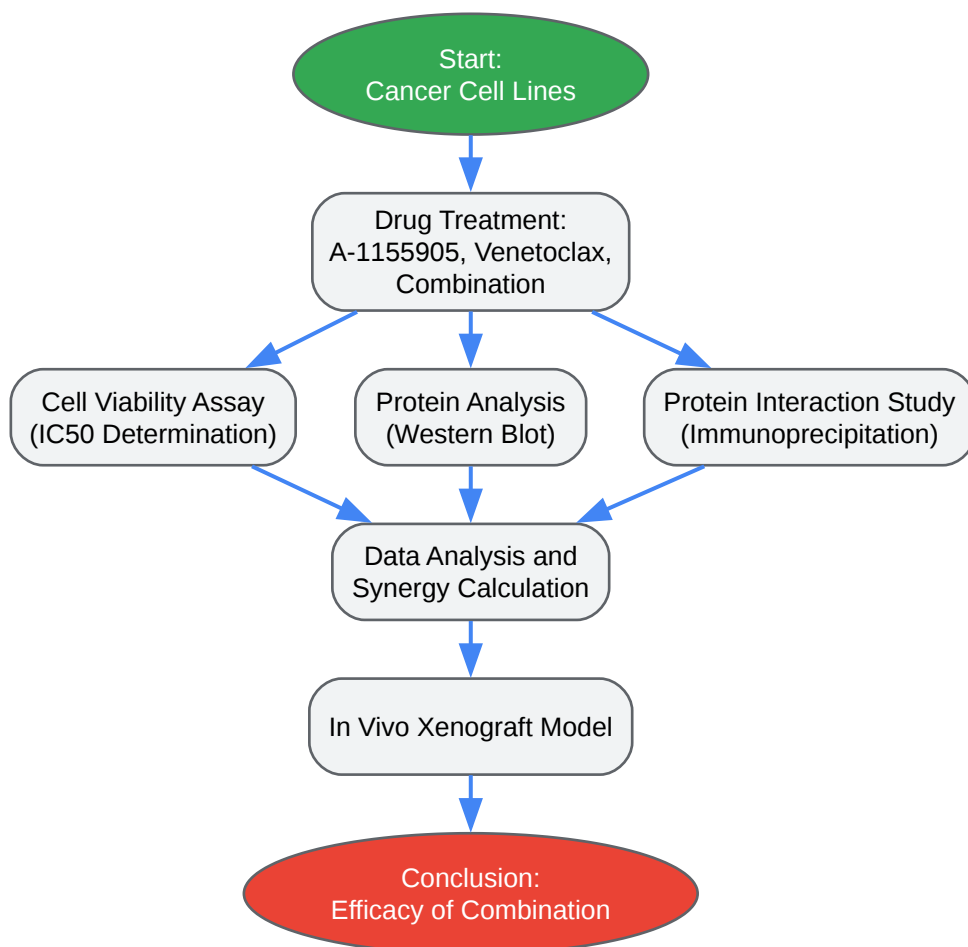 Start:
Cancer Cell Lines
Drug Treatment:
A-1155905, Venetoclax,
Combination
Cell Viability Assay
(IC50 Determination)
Protein Analysis
(Western Blot)
Protein Interaction Study
(Immunoprecipitation)
Data Analysis and
Synergy Calculation
In Vivo Xenograft Model
Conclusion:
Efficacy of Combination